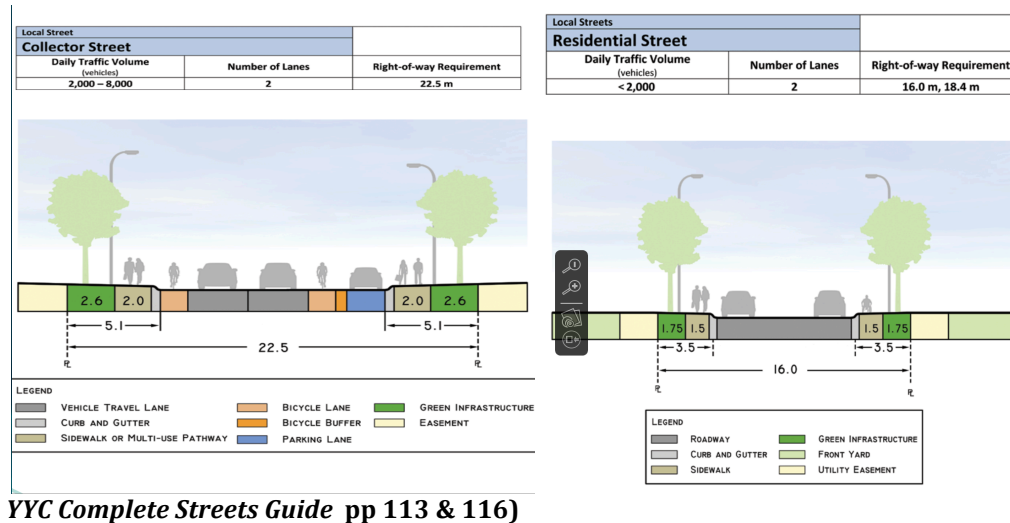 Local Street
Collector Street
Daily Traffic Volume
(vehicles)
Number of Lanes
Right-of-way Requirement
2,000 – 8,000
2
22.5 m
2.6
2.0
2.0
2.6
5.1
5.1
22.5
PL
PL
LEGEND
VEHICLE TRAVEL LANE
CURB AND GUTTER
SIDEWALK OR MULTI-USE PATHWAY
BICYCLE LANE
BICYCLE BUFFER
PARKING LANE
GREEN INFRASTRUCTURE
EASEMENT
Local Streets
Residential Street
Daily Traffic Volume
(vehicles)
Number of Lanes
Right-of-way Requirement
<2,000
2
16.0 m, 18.4 m
1.75
1.5
1.5
1.75
3.5
3.5
16.0
PL
PL
LEGEND
ROADWAY
CURB AND GUTTER
SIDEWALK
GREEN INFRASTRUCTURE
FRONT YARD
UTILITY EASEMENT
YYC Complete Streets Guide pp 113 & 116)